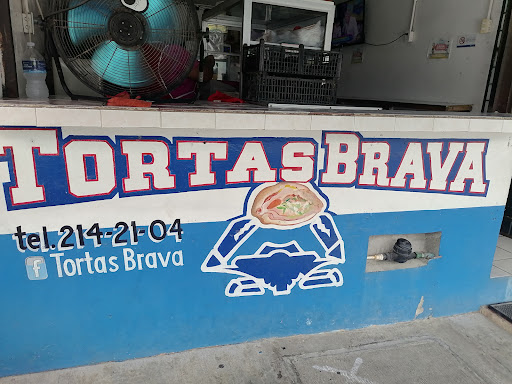 TORTAS BRAVA
tel. 214-21-04
f Tortas Brava